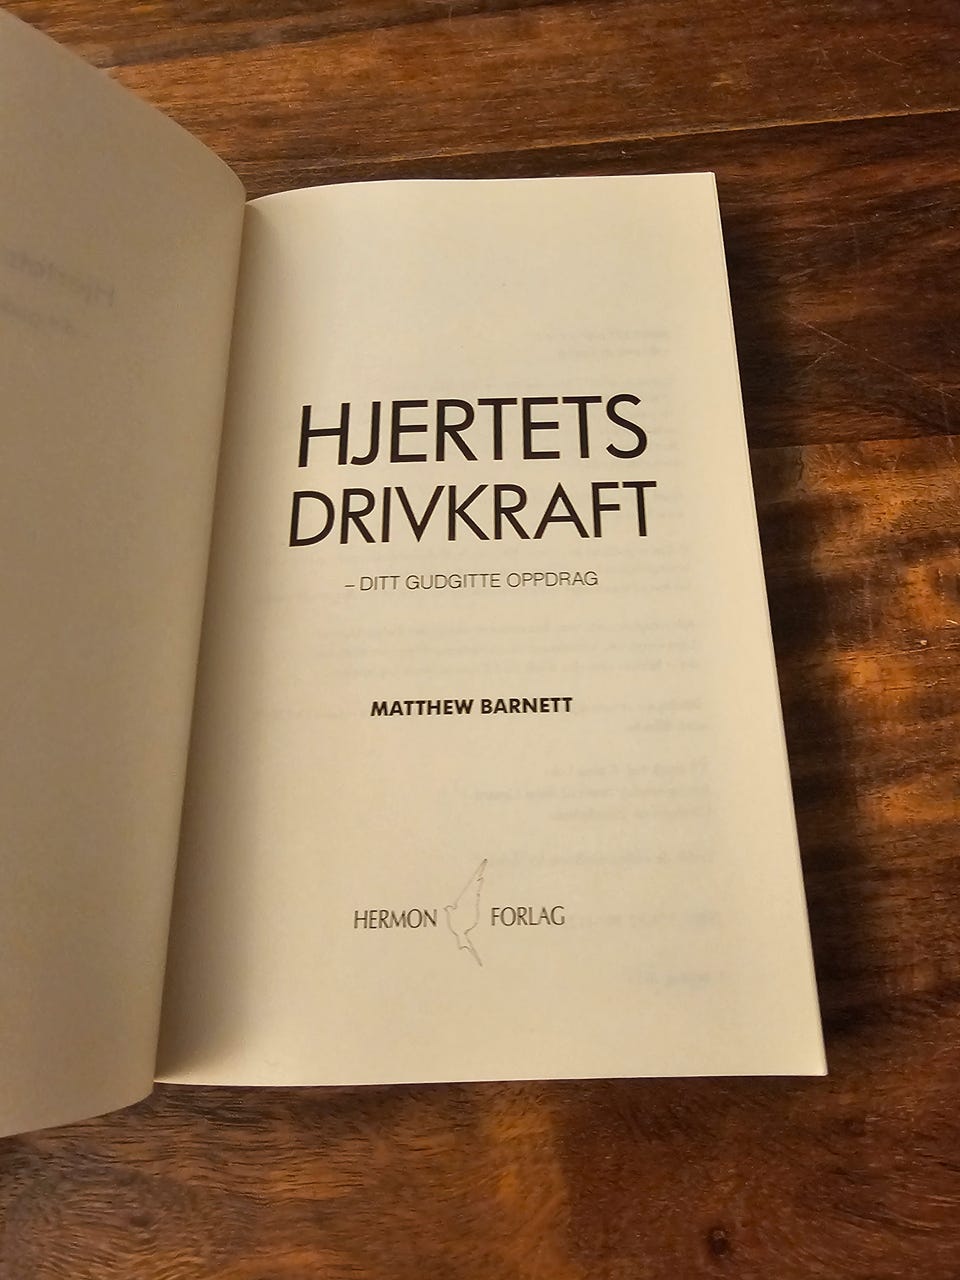 HJERTETS
DRIVKRAFT
– DITT GUDGITTE OPPDRAG
MATTHEW BARNETT
HERMON FORLAG